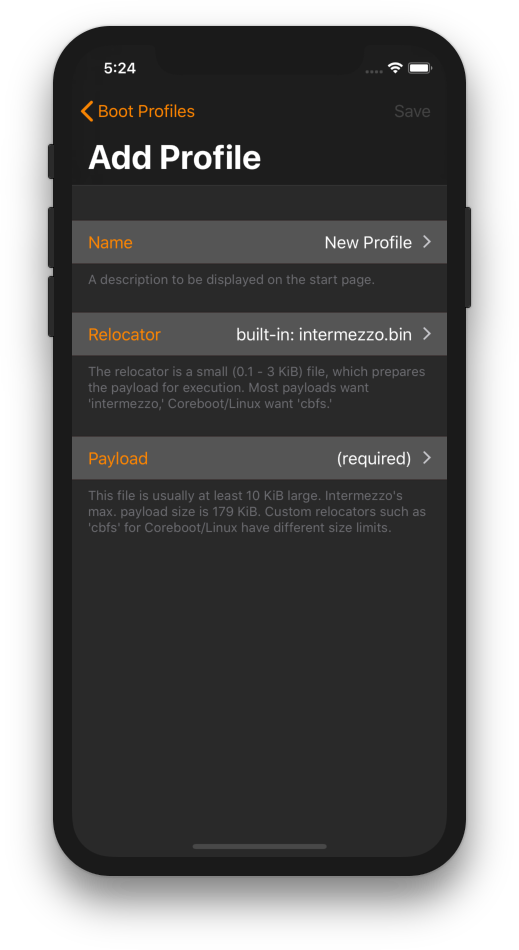 5:24
Boot Profiles Save
Add Profile
Name New Profile
A description to be displayed on the start page.
Relocator built-in: intermezzo.bin
The relocator is a small (0.1 - 3 KiB) file, which prepares
the payload for execution. Most payloads want
'intermezzo,' Coreboot/Linux want 'cbfs.'
Payload (required)
This file is usually at least 10 KiB large. Intermezzo's
max. payload size is 179 KiB. Custom relocators such as
'cbfs' for Coreboot/Linux have different size limits.